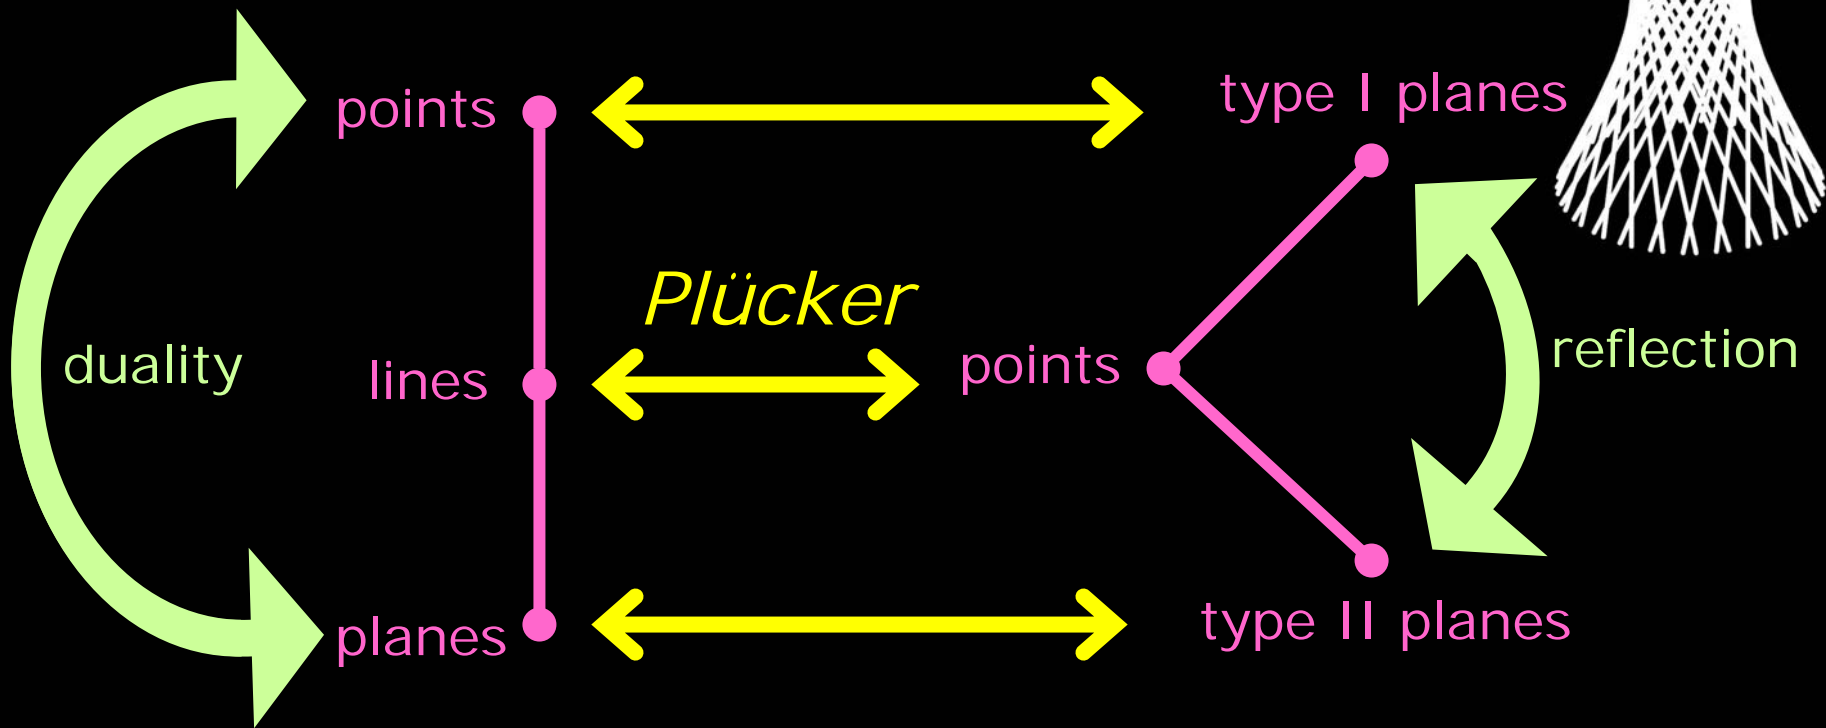 points
type I planes
Plücker
duality
lines
points
reflection
planes
type II planes